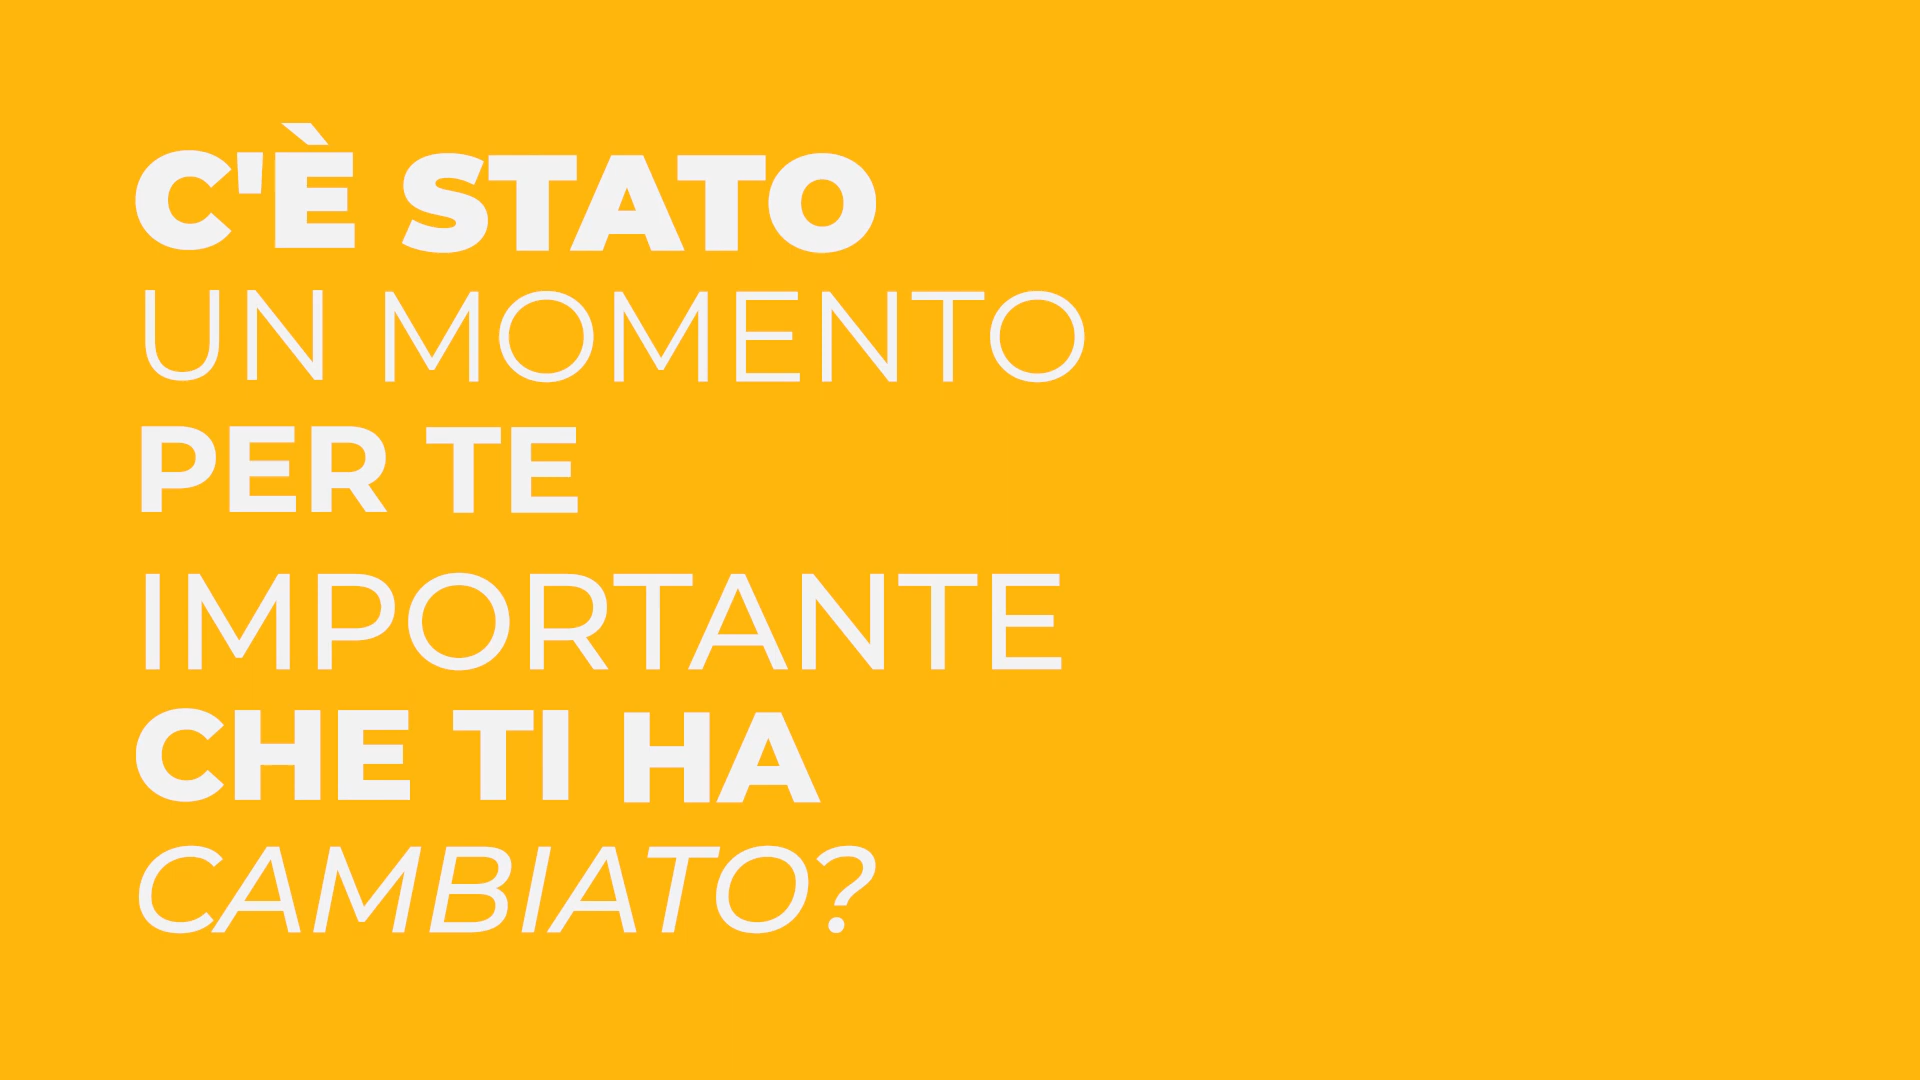 C'È STATO
UN MOMENTO
PER TE
IMPORTANTE
CHE TI HA
CAMBIATO?